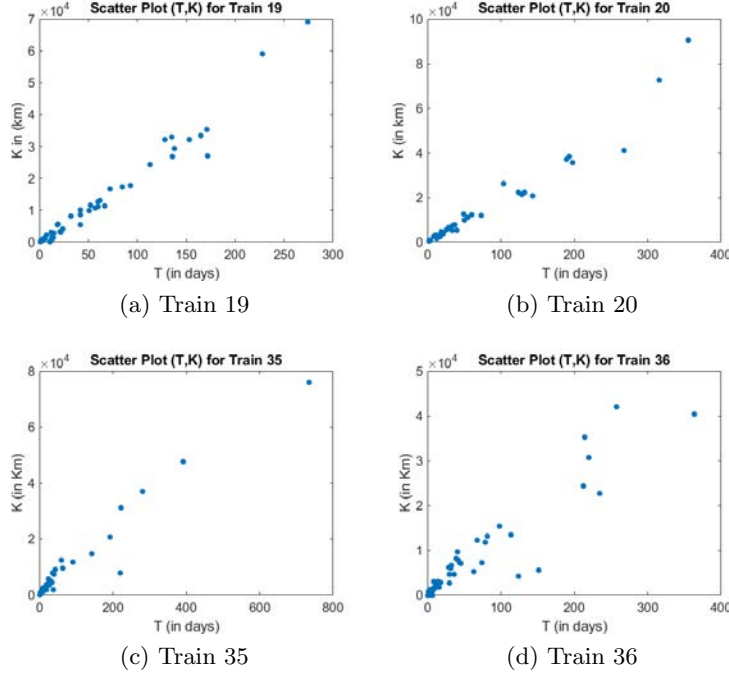 Scatter Plot (T,K) for Train 19
×10⁴
7
6
5
4
3
2
1
0
K in (km)
0 50 100 150 200 250 300
T (in days)
(a) Train 19
Scatter Plot (T,K) for Train 20
×10⁴
10
8
6
4
2
0
K (in km)
0 100 200 300 400
T (in days)
(b) Train 20
Scatter Plot (T,K) for Train 35
×10⁴
8
6
4
2
0
K (in Km)
0 200 400 600 800
T (in days)
(c) Train 35
Scatter Plot (T,K) for Train 36
×10⁴
5
4
3
2
1
0
K (in Km)
0 100 200 300 400
T (in days)
(d) Train 36